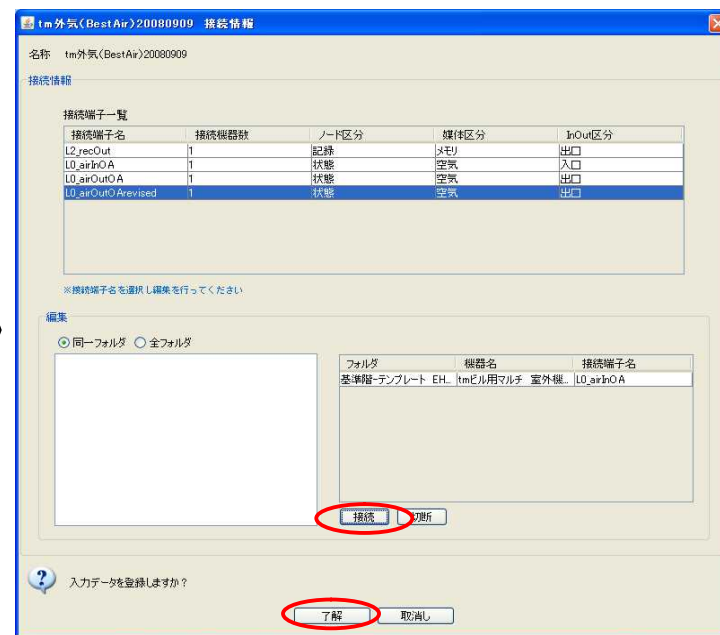 tm外気(BestAir)20080909 接続情報
名称 tm外気(BestAir)20080909
接続情報
接続端子一覧
接続端子名 接続機器数 ノード区分 媒体区分 InOut区分
L2_recOut 1 記録 メモリ 出口
L0_airInOA 1 状態 空気 入口
L0_airOutOA 1 状態 空気 出口
L0_airOutOArevised 1 状態 空気 出口
※接続端子名を選択し編集を行ってください
編集
同一フォルダ 全フォルダ
フォルダ 機器名 接続端子名
基準階-テンプレート EH... tmビル用マルチ 室外機... L0_airInOA
接続 切断
入力データを登録しますか?
了解 取消し